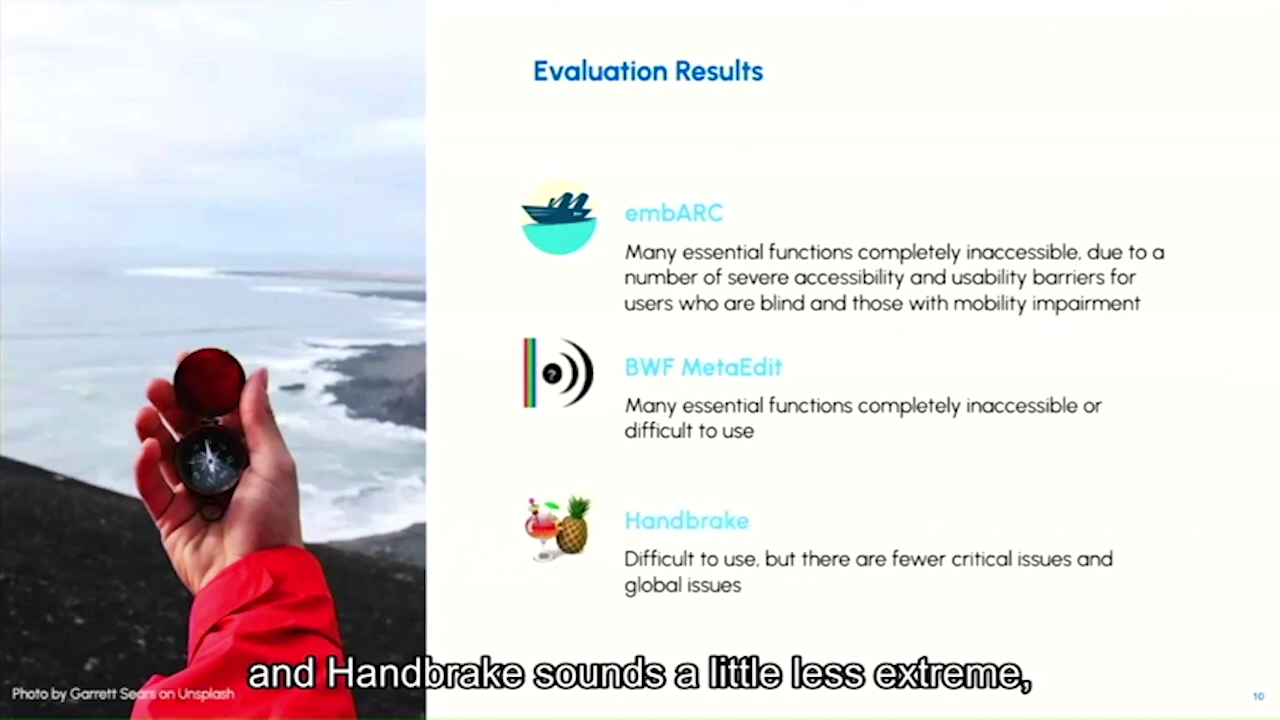 Evaluation Results
embARC
Many essential functions completely inaccessible, due to a
number of severe accessibility and usability barriers for
users who are blind and those with mobility impairment
BWF MetaEdit
?
Many essential functions completely inaccessible or
difficult to use
Handbrake
Difficult to use, but there are fewer critical issues and
global issues
and Handbrake sounds a little less extreme,
Photo by Garrett Sears on Unsplash
10